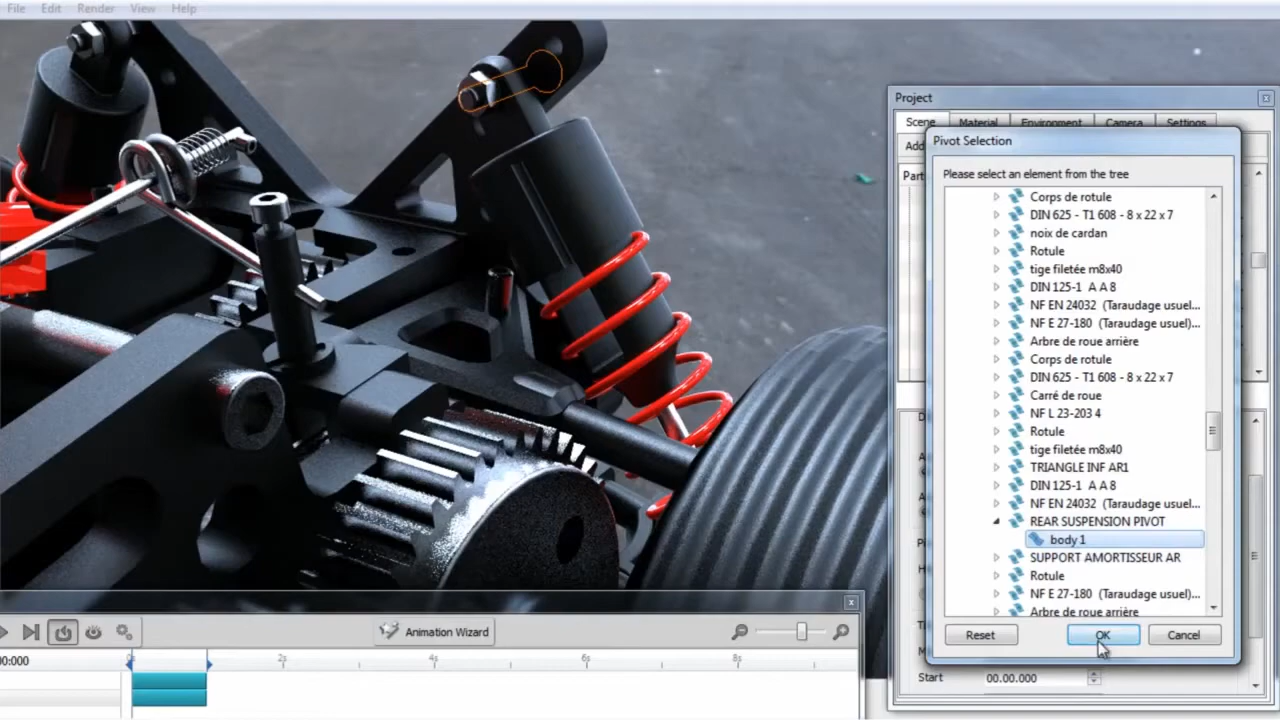 File Edit Render View Help
Project
Scene Material Environment Camera Settings
Add
Part
Pivot Selection
Please select an element from the tree
Corps de rotule
DIN 625 - T1 608 - 8 x 22 x 7
noix de cardan
Rotule
tige filetée m8x40
DIN 125-1 A A 8
NF EN 24032 (Taraudage usuel...
NF E 27-180 (Taraudage usuel)...
Arbre de roue arrière
Corps de rotule
DIN 625 - T1 608 - 8 x 22 x 7
Carré de roue
NF L 23-203 4
Rotule
tige filetée m8x40
TRIANGLE INF AR1
DIN 125-1 A A 8
NF EN 24032 (Taraudage usuel...
REAR SUSPENSION PIVOT
body 1
SUPPORT AMORTISSEUR AR
Rotule
NF E 27-180 (Taraudage usuel)...
Arbre de roue arrière
Reset OK Cancel
Start 00.00.000
Animation Wizard
00:000 2s 4s 6s 8s